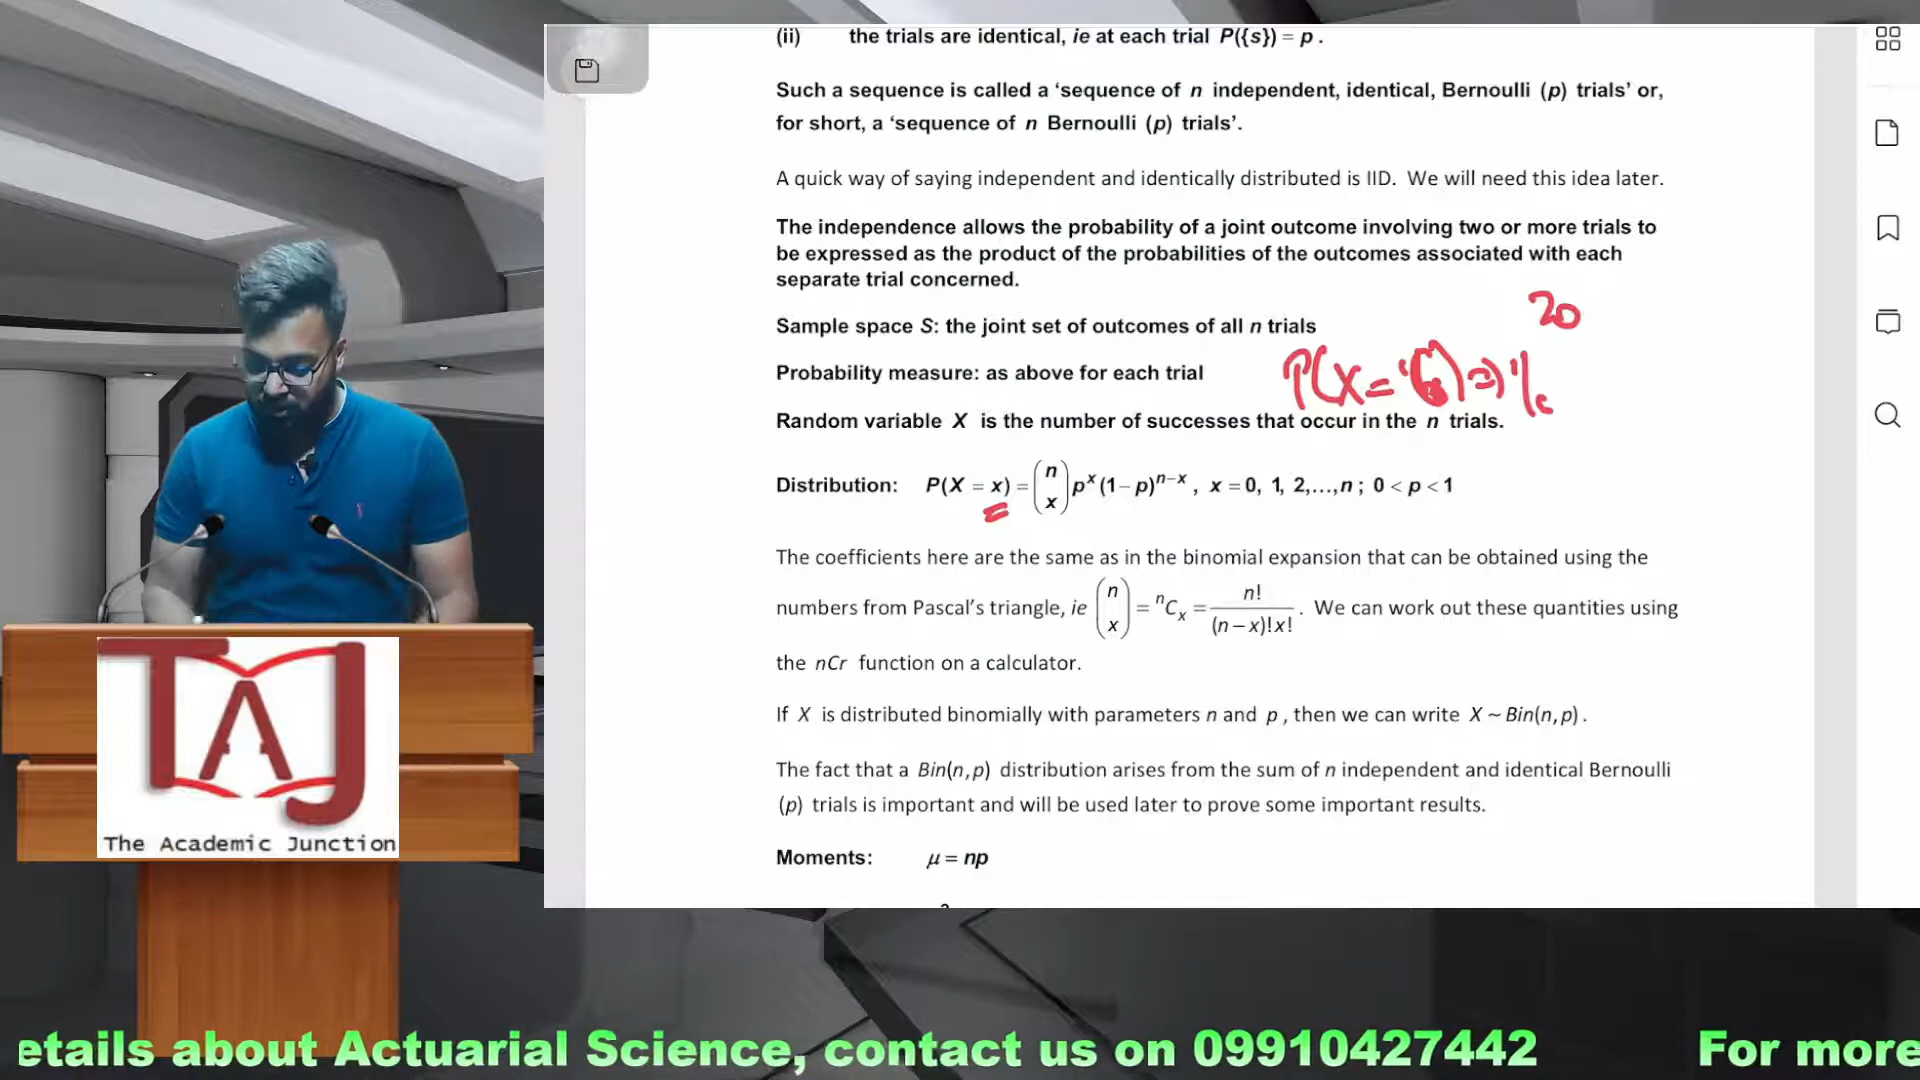 (ii) the trials are identical, ie at each trial P({s}) = p .
Such a sequence is called a ‘sequence of n independent, identical, Bernoulli (p) trials’ or,
for short, a ‘sequence of n Bernoulli (p) trials’.
A quick way of saying independent and identically distributed is IID. We will need this idea later.
The independence allows the probability of a joint outcome involving two or more trials to
be expressed as the product of the probabilities of the outcomes associated with each
separate trial concerned.
20
Sample space S: the joint set of outcomes of all n trials
Probability measure: as above for each trial
P(X =
Random variable X is the number of successes that occur in the n trials.
Distribution: P(X = x) = (n x) p^x (1 − p)^{n−x} , x = 0, 1, 2,…,n ; 0 < p < 1
The coefficients here are the same as in the binomial expansion that can be obtained using the
numbers from Pascal’s triangle, ie (n x) = ^nC_x = n! / (n − x)! x! . We can work out these quantities using
the nCr function on a calculator.
If X is distributed binomially with parameters n and p , then we can write X ~ Bin(n,p) .
The fact that a Bin(n,p) distribution arises from the sum of n independent and identical Bernoulli
(p) trials is important and will be used later to prove some important results.
Moments: μ = np
TAJ
The Academic Junction
etails about Actuarial Science, contact us on 09910427442 For more